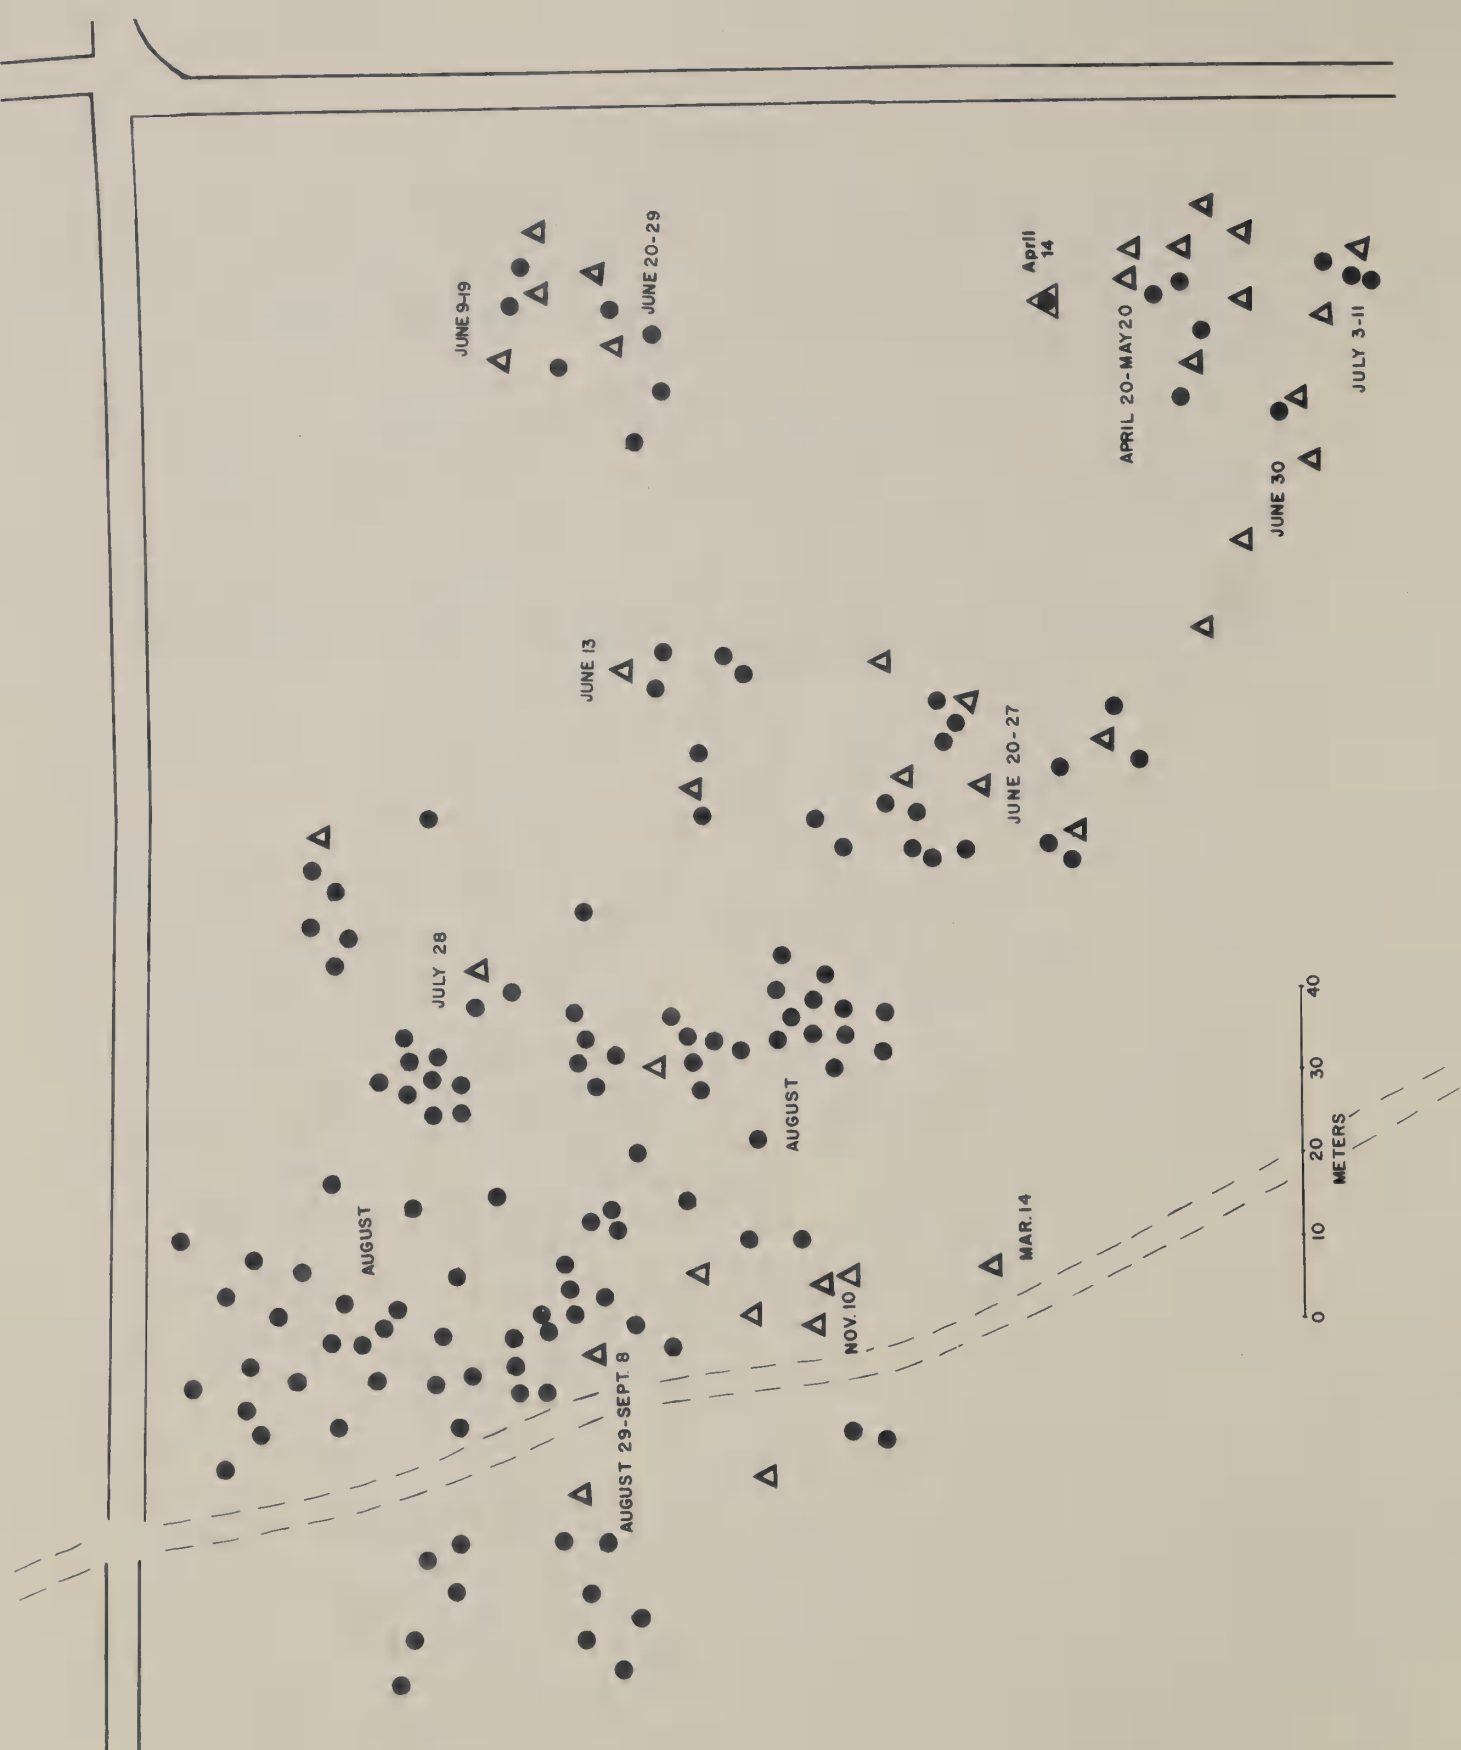 JUNE 9-19
JUNE 20-29
April
14
APRIL 20-MAY 20
JULY 3-11
JUNE 30
JUNE 13
JUNE 20-27
JULY 28
AUGUST
AUGUST
MAR. 14
NOV. 10
AUGUST 29-SEPT. 8
0 10 20 30 40
METERS